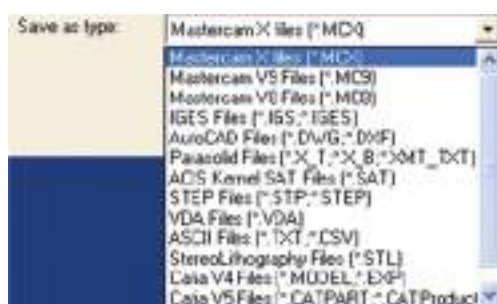 Save as type: Mastercam X files (*.MCX)
Mastercam X files (*.MCX)
Mastercam V9 Files (*.MC9)
Mastercam V8 Files (*.MC8)
IGES Files (*.IGS;*.IGES)
AutoCAD Files (*.DWG;*.DXF)
Parasolid Files (*.X_T;*.X_B;*.XMT_TXT)
ACIS Kernel SAT Files (*.SAT)
STEP Files (*.STP;*.STEP)
VDA Files (*.VDA)
ASCII Files (*.TXT;*.CSV)
StereoLithography Files (*.STL)
Catia V4 Files (*.MODEL;*.EXP)
Catia V5 Files (*.CATPART;*.CATProduct